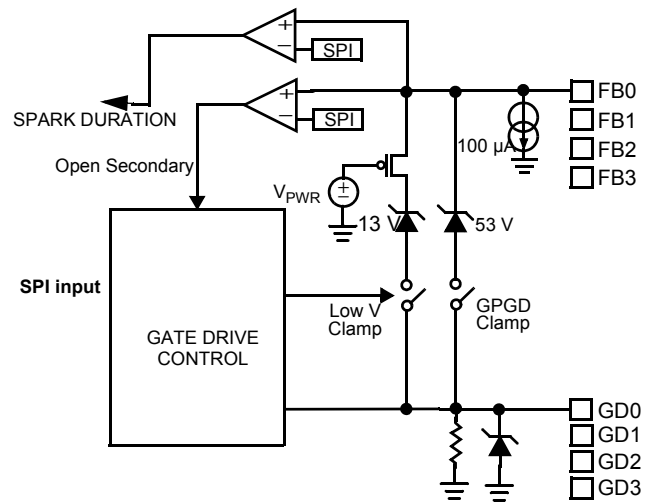 SPI
SPI
SPARK DURATION
Open Secondary
FB0
FB1
FB2
FB3
100 µA
VPWR
13 V
53 V
SPI input
GATE DRIVE
CONTROL
Low V
Clamp
GPGD
Clamp
GD0
GD1
GD2
GD3